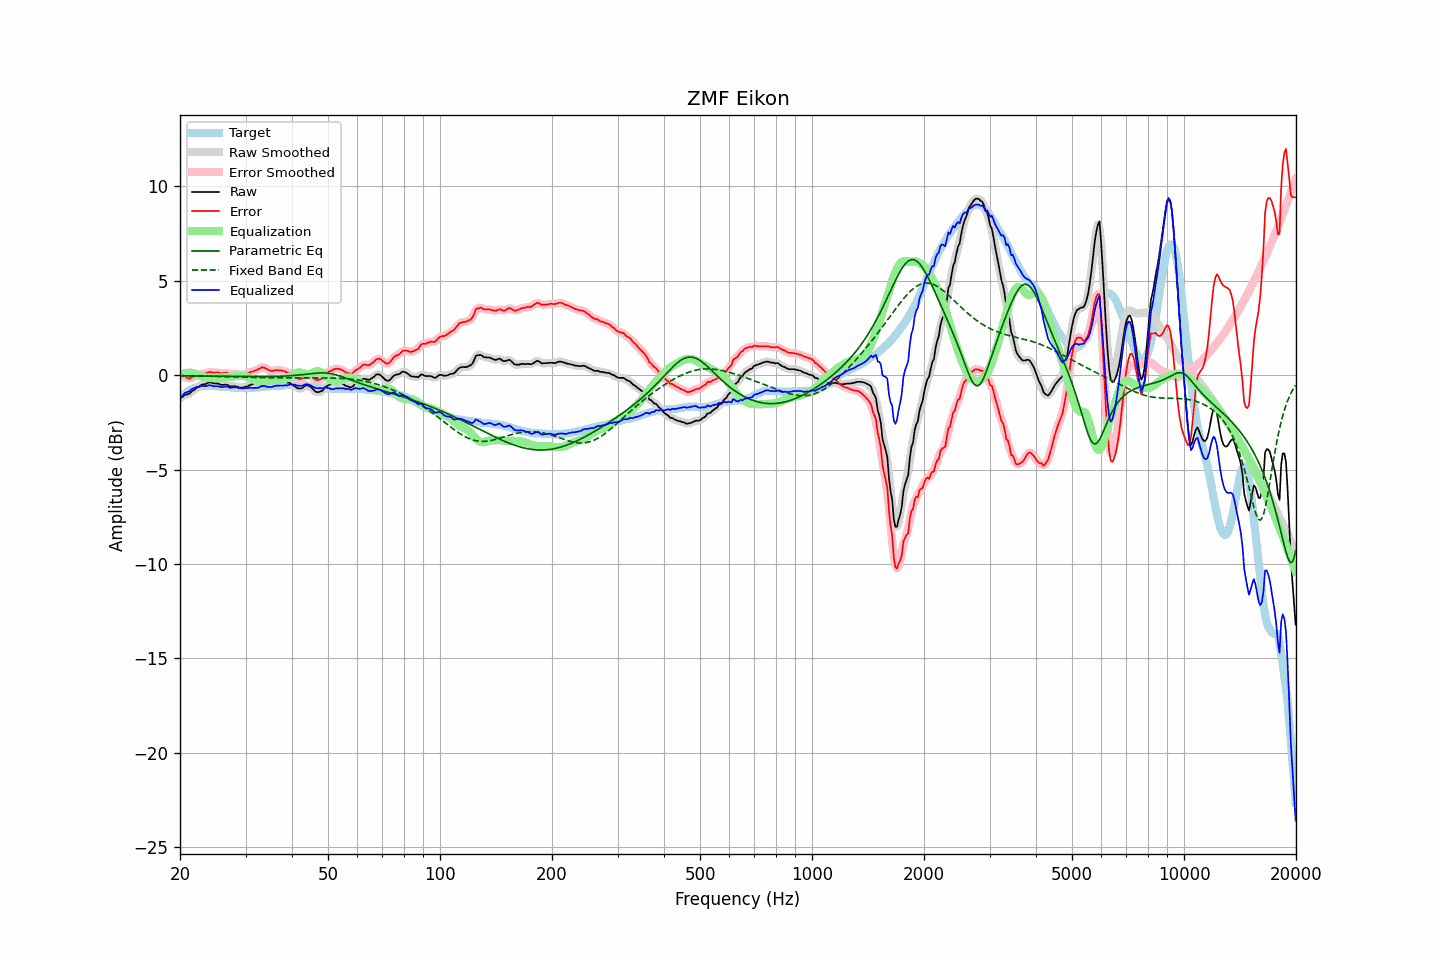 ZMF Eikon
Target
Raw Smoothed
Error Smoothed
Raw
Error
Equalization
Parametric Eq
Fixed Band Eq
Equalized
10
5
0
−5
−10
−15
−20
−25
Amplitude (dBr)
20 50 100 200 500 1000 2000 5000 10000 20000
Frequency (Hz)